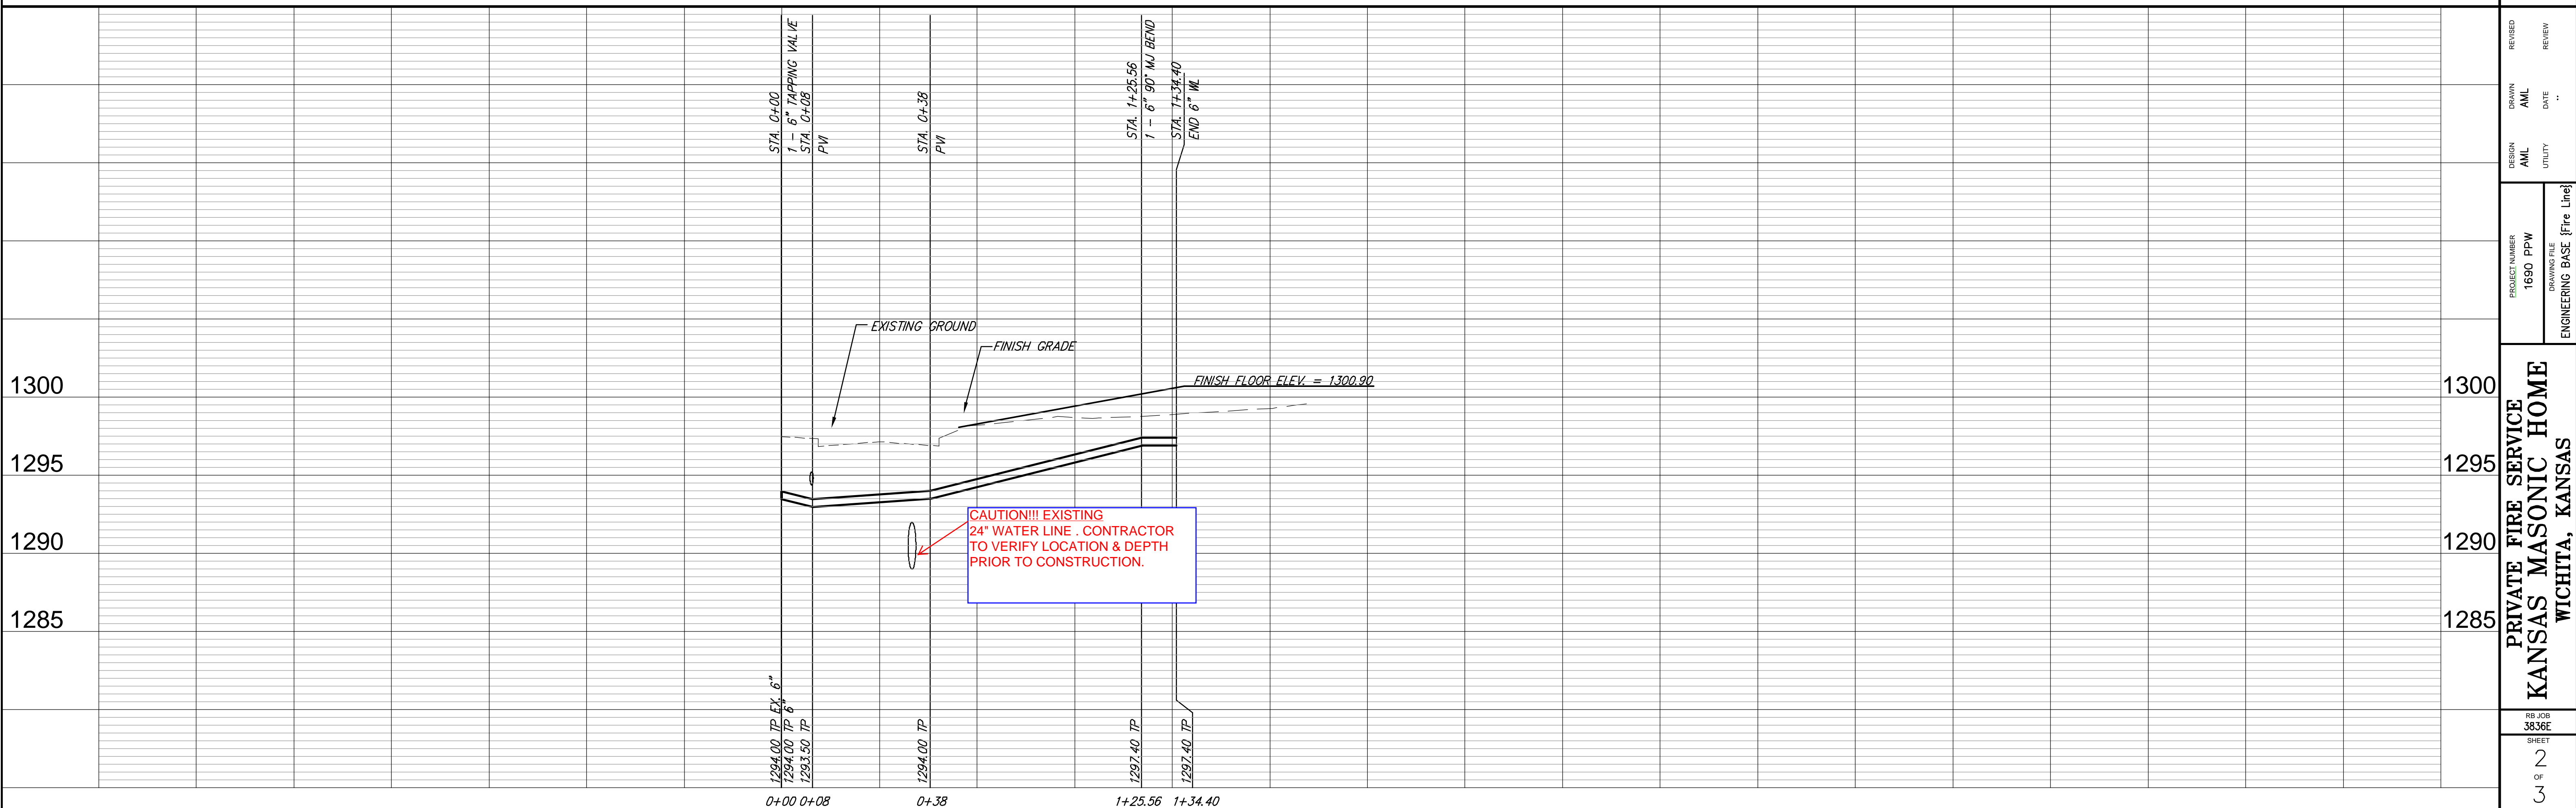 STA. 0+00
1 - 6" TAPPING VALVE
STA. 0+08
PVI
STA. 0+38
PVI
STA. 1+25.56
1 - 6" 90° MJ BEND
STA. 1+34.40
END 6" WL
EXISTING GROUND
FINISH GRADE
FINISH FLOOR ELEV. = 1300.90
1300
1295
1290
1285
1300
1295
1290
1285
CAUTION!!! EXISTING
24" WATER LINE . CONTRACTOR
TO VERIFY LOCATION & DEPTH
PRIOR TO CONSTRUCTION.
1294.00 TP EX. 6"
1294.00 TP 6"
1293.50 TP
1294.00 TP
1297.40 TP
1297.40 TP
0+00 0+08
0+38
1+25.56
1+34.40
DESIGN
AML
DRAWN
AML
REVISED
UTILITY
DATE
..
REVIEW
PROJECT NUMBER
1690 PPW
DRAWING FILE
ENGINEERING BASE {Fire Line}
PRIVATE FIRE SERVICE
KANSAS MASONIC HOME
WICHITA, KANSAS
RB JOB
3836E
SHEET
2
OF
3